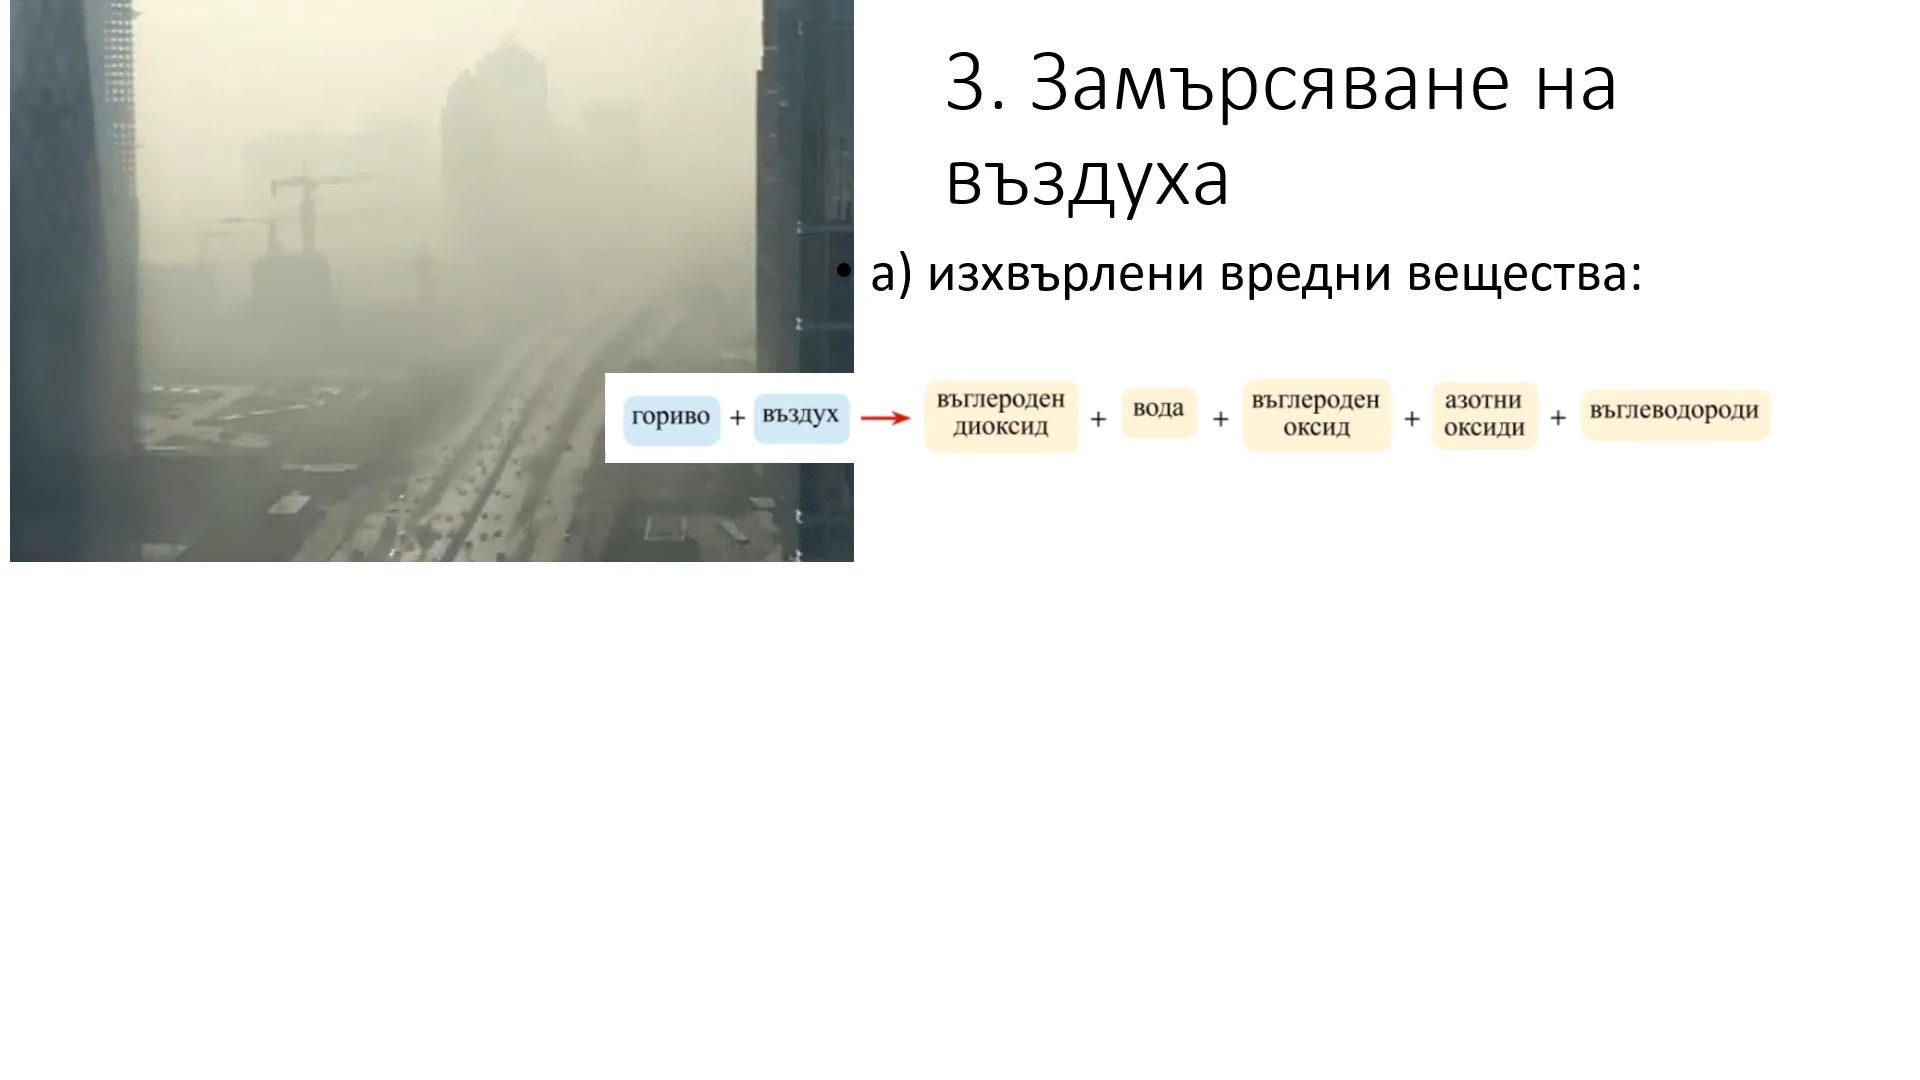 3. Замърсяване на
въздуха
• а) изхвърлени вредни вещества:
гориво + въздух → въглероден диоксид + вода + въглероден оксид + азотни оксиди + въглеводороди